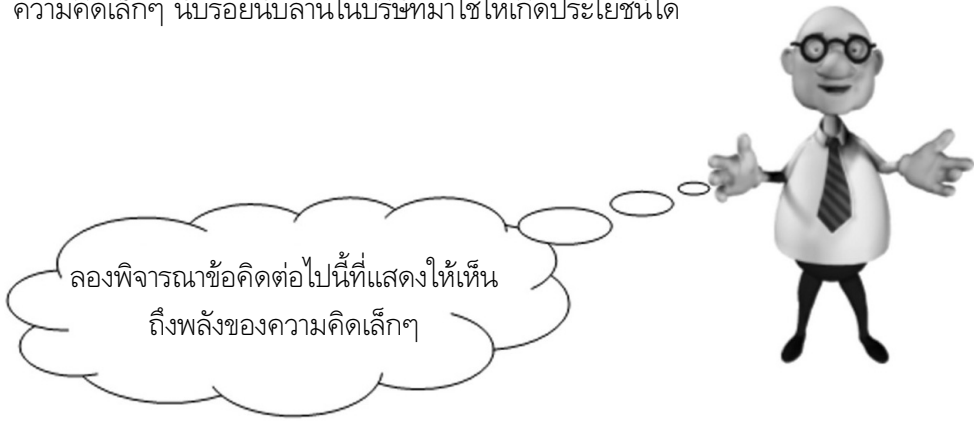 ความคิดเล็กๆ นับร้อยนับล้านในบริษัทมาใช้ให้เกิดประโยชน์ได้
ลองพิจารณาข้อคิดต่อไปนี้ที่แสดงให้เห็น
ถึงพลังของความคิดเล็กๆ